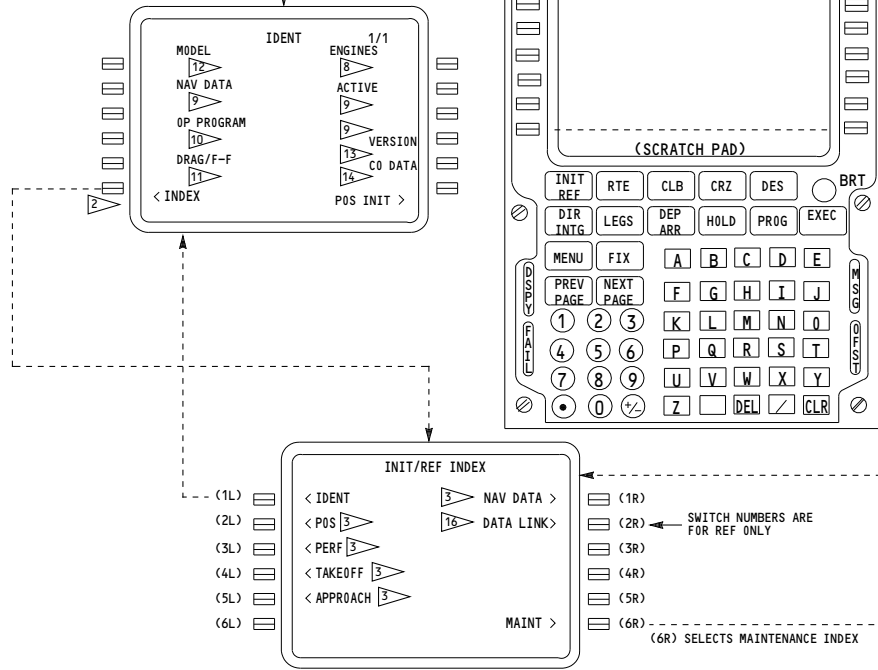 IDENT 1/1
MODEL ENGINES
12 8
NAV DATA ACTIVE
9 9
OP PROGRAM 9
10 VERSION
13
DRAG/F-F CO DATA
11 14
2
< INDEX POS INIT >
(SCRATCH PAD)
INIT REF RTE CLB CRZ DES BRT
DIR INTG LEGS DEP ARR HOLD PROG EXEC
MENU FIX A B C D E
PREV PAGE NEXT PAGE F G H I J
1 2 3 K L M N O
4 5 6 P Q R S T
7 8 9 U V W X Y
• 0 +/- Z DEL / CLR
DSPY
FAIL
MSG
OFST
INIT/REF INDEX
(1L) < IDENT 3 NAV DATA > (1R)
(2L) < POS 3 16 DATA LINK> (2R) SWITCH NUMBERS ARE
FOR REF ONLY
(3L) < PERF 3 (3R)
(4L) < TAKEOFF 3 (4R)
(5L) < APPROACH 3 (5R)
(6L) MAINT > (6R)
(6R) SELECTS MAINTENANCE INDEX